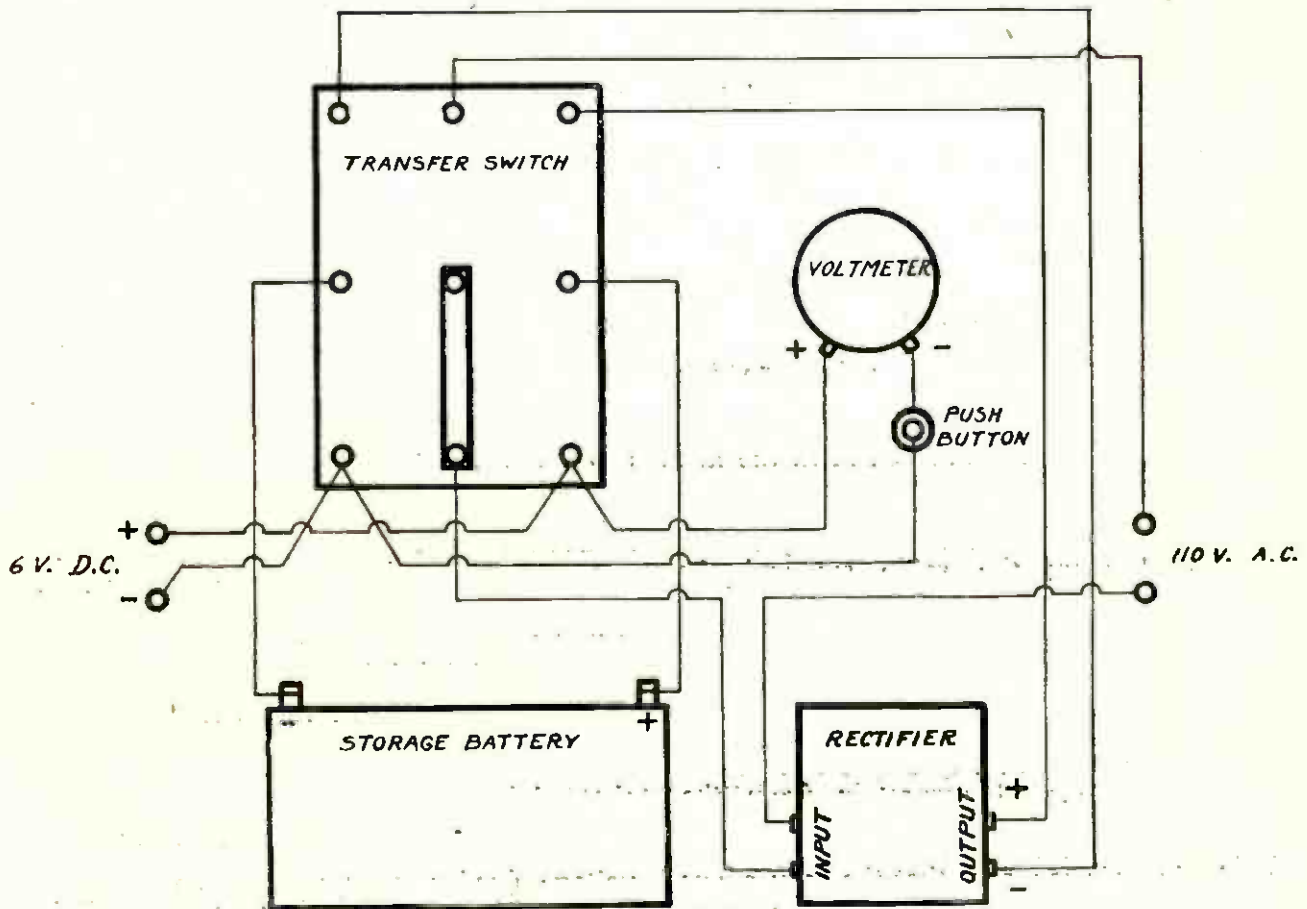 TRANSFER SWITCH
VOLTMETER
+
-
PUSH
BUTTON
+
6 V. D.C.
-
110 V. A.C.
-
+
STORAGE BATTERY
RECTIFIER
INPUT
OUTPUT
+
-